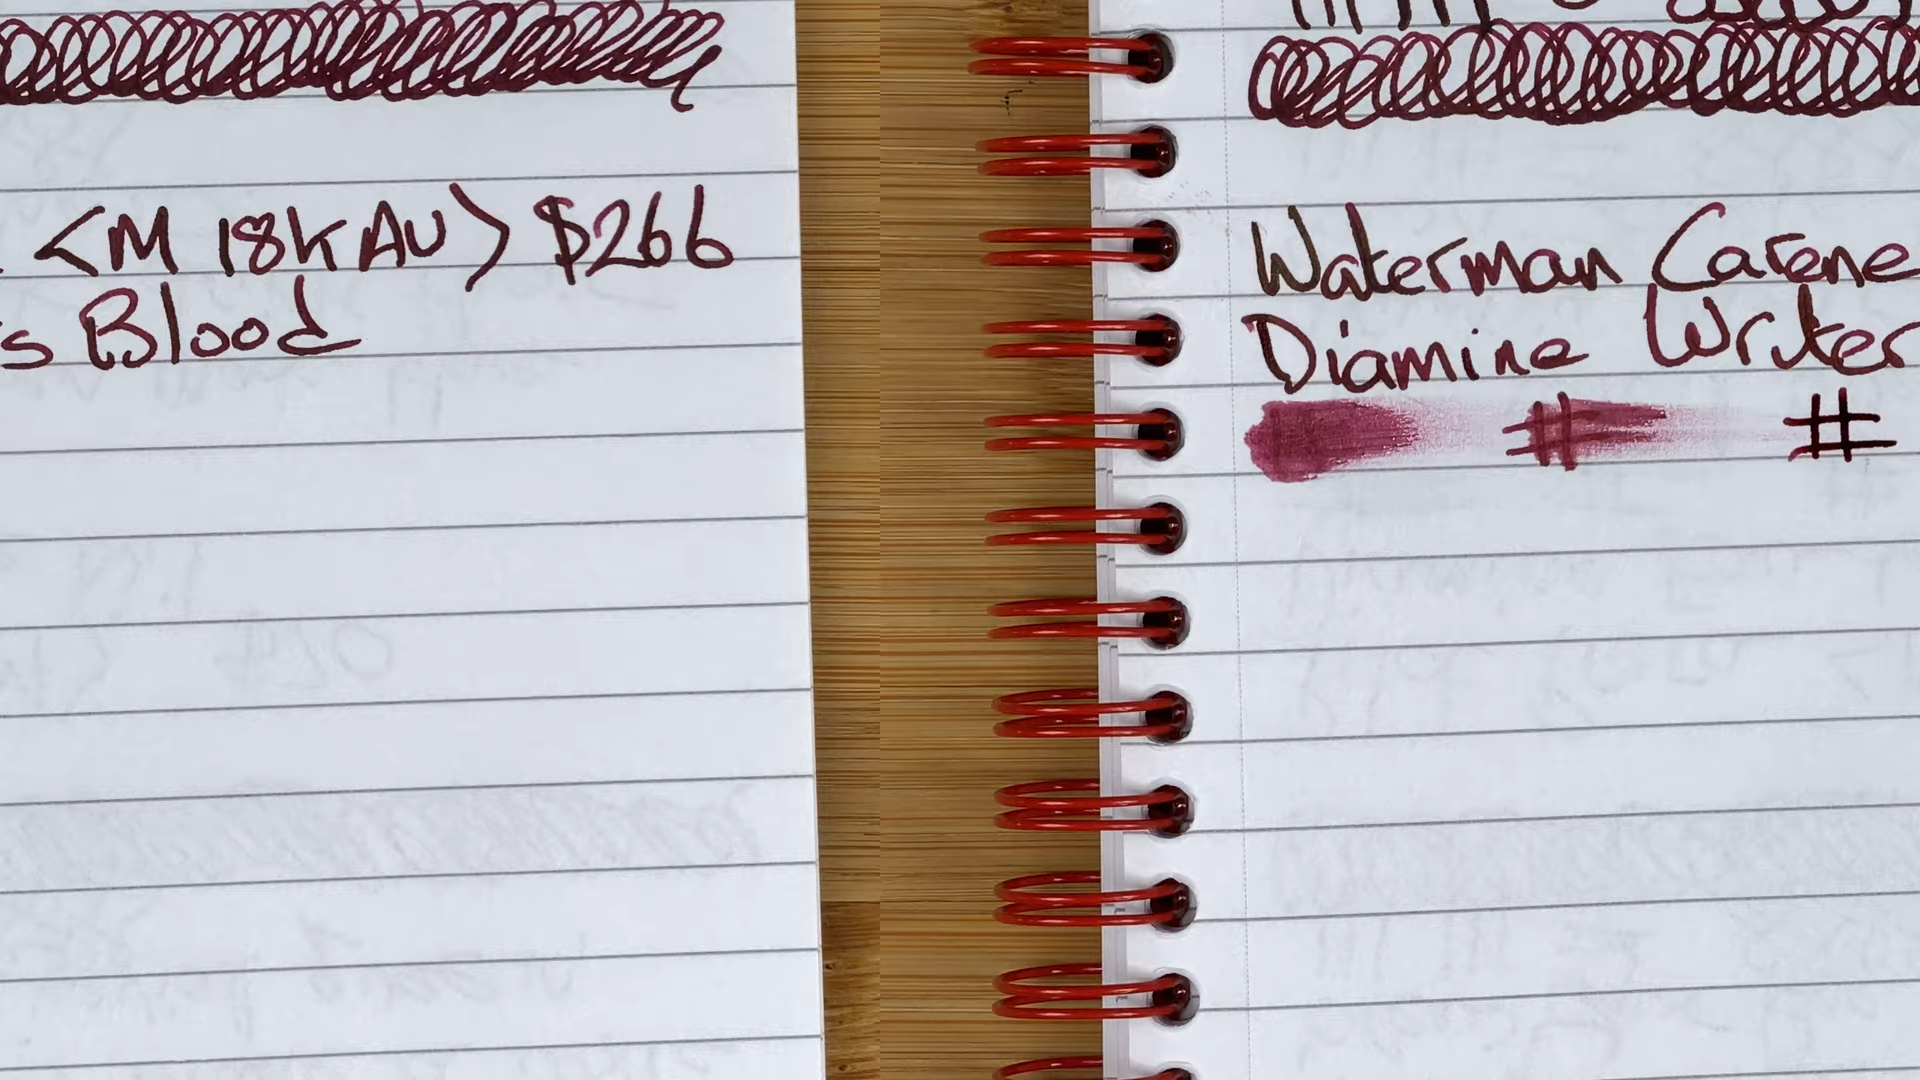 <M 18K AU> $266
s Blood
Waterman Carene
Diamine Writer
# #